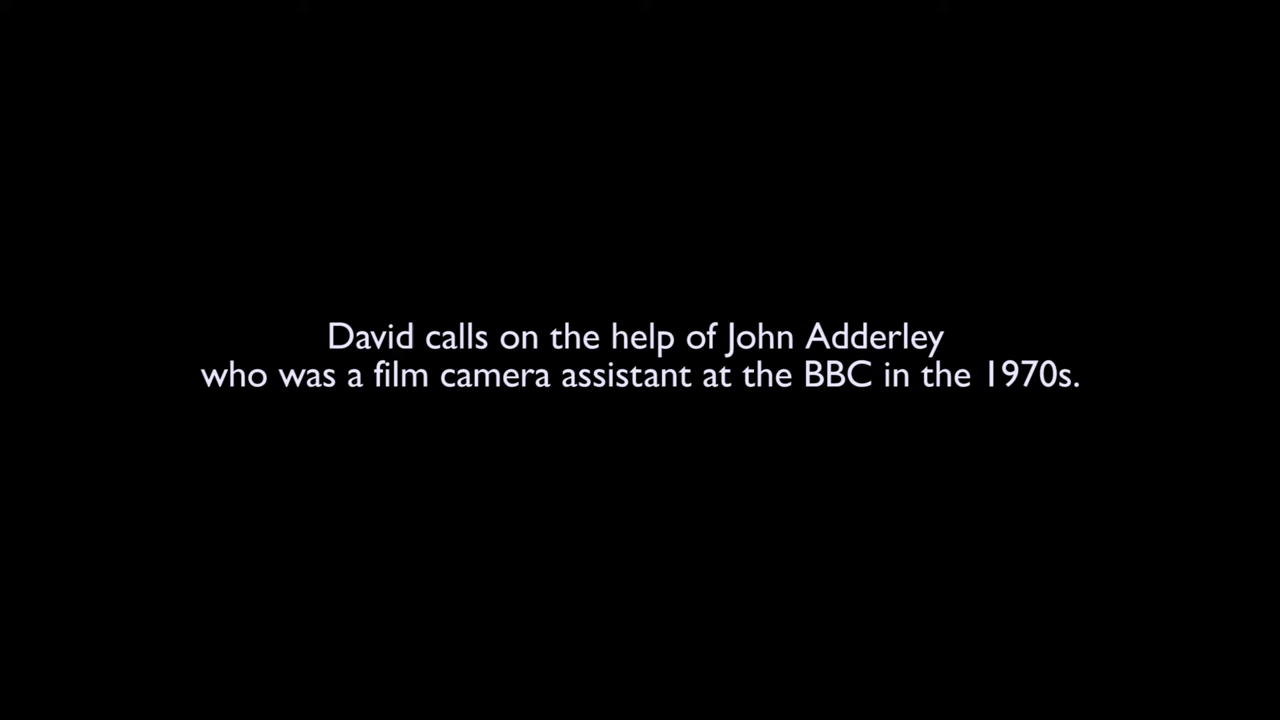 David calls on the help of John Adderley
who was a film camera assistant at the BBC in the 1970s.